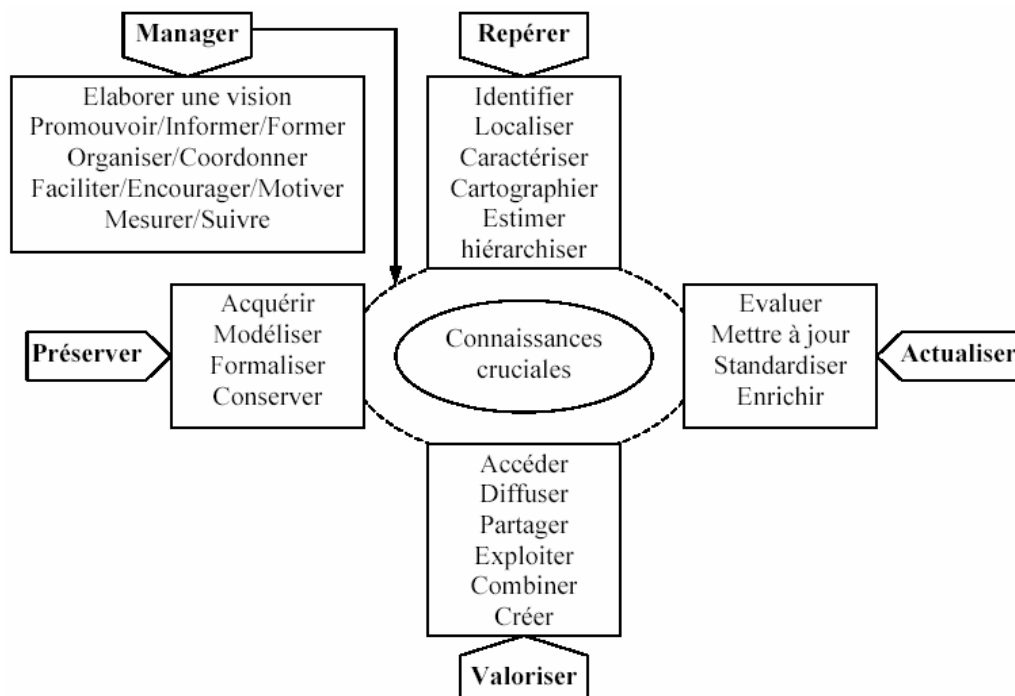 Manager
Elaborer une vision
Promouvoir/Informer/Former
Organiser/Coordonner
Faciliter/Encourager/Motiver
Mesurer/Suivre
Repérer
Identifier
Localiser
Caractériser
Cartographier
Estimer
hiérarchiser
Préserver
Acquérir
Modéliser
Formaliser
Conserver
Connaissances
cruciales
Evaluer
Mettre à jour
Standardiser
Enrichir
Actualiser
Accéder
Diffuser
Partager
Exploiter
Combiner
Créer
Valoriser